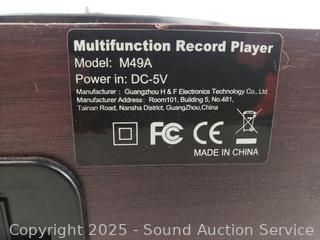 Multifunction Record Player
Model: M49A
Power in: DC-5V
Manufacturer : Guangzhou H & F Electronics Technology Co., Ltd.
Manufacturer Address : Room101, Building 5, No.481,
Tainan Road, Nansha District, GuangZhou,China
FC CE
MADE IN CHINA
Copyright 2025 - Sound Auction Service